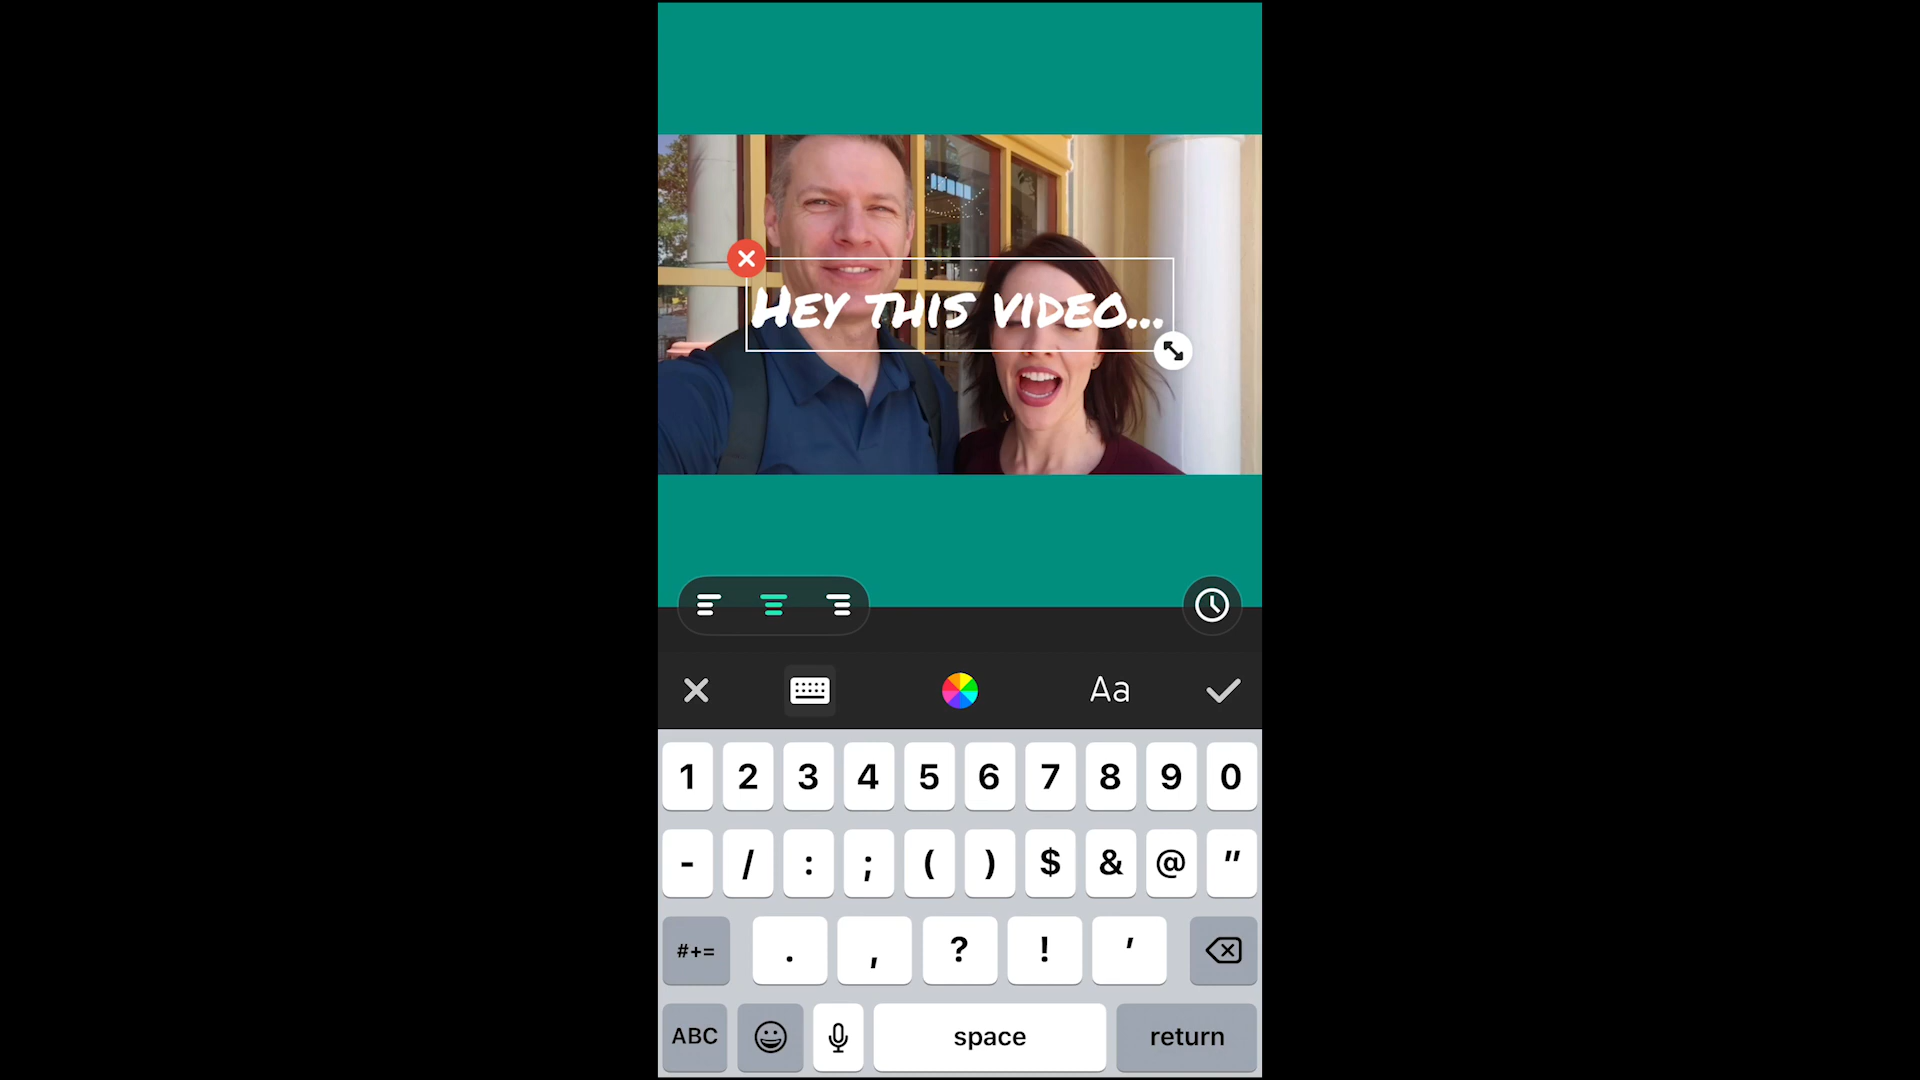 HEY THIS VIDEO...
Aa
1 2 3 4 5 6 7 8 9 0
- / : ; ( ) $ & @ "
#+= . , ? ! '
ABC space return